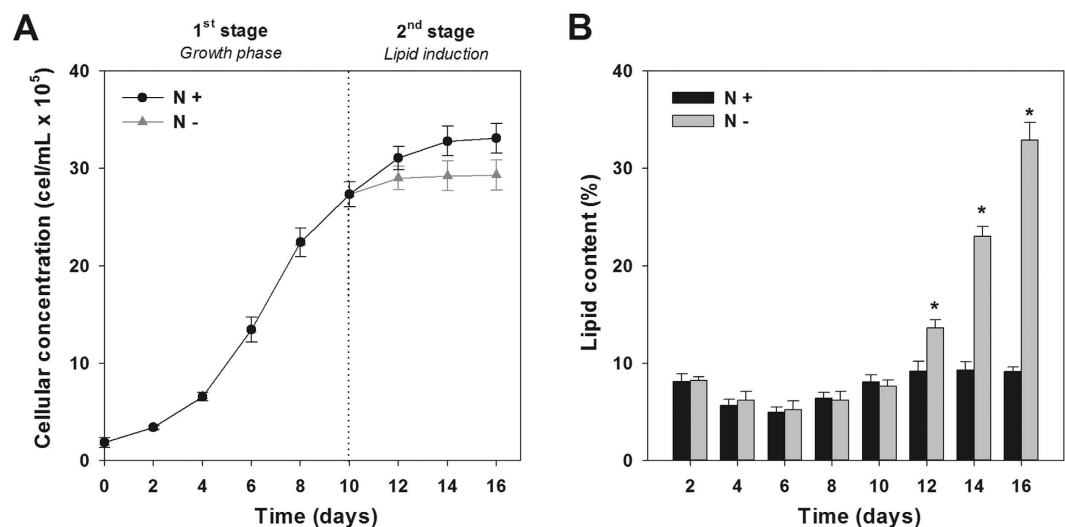 A
1st stage
Growth phase
2nd stage
Lipid induction
N +
N -
Cellular concentration (cel/mL x 10^5)
40
30
20
10
0
0 2 4 6 8 10 12 14 16
Time (days)
B
N +
N -
Lipid content (%)
40
30
20
10
0
*
*
*
2 4 6 8 10 12 14 16
Time (days)